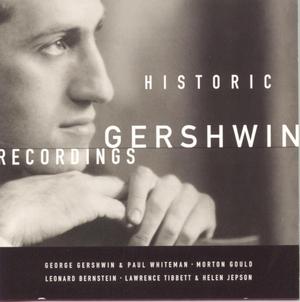 HISTORIC
GERSHWIN
RECORDINGS
GEORGE GERSHWIN & PAUL WHITEMAN · MORTON GOULD
LEONARD BERNSTEIN · LAWRENCE TIBBETT & HELEN JEPSON